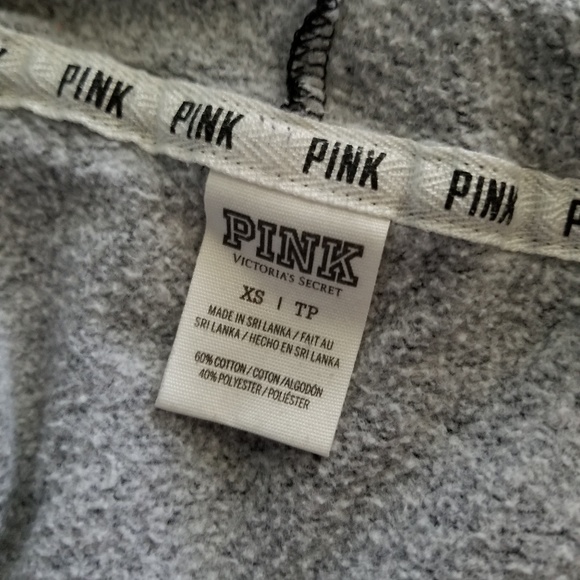 PINK PINK PINK PINK P
PINK
VICTORIA'S SECRET
XS | TP
MADE IN SRI LANKA / FAIT AU
SRI LANKA / HECHO EN SRI LANKA
60% COTTON / COTON / ALGODÓN
40% POLYESTER / POLIÉSTER